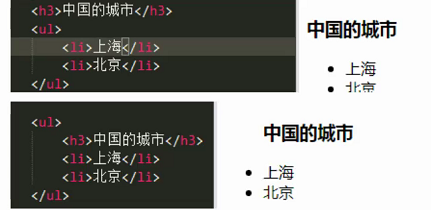 <h3>中国的城市</h3>
<ul>
<li>上海</li>
<li>北京</li>
</ul>
中国的城市
上海
北京
<ul>
<h3>中国的城市</h3>
<li>上海</li>
<li>北京</li>
</ul>
中国的城市
上海
北京